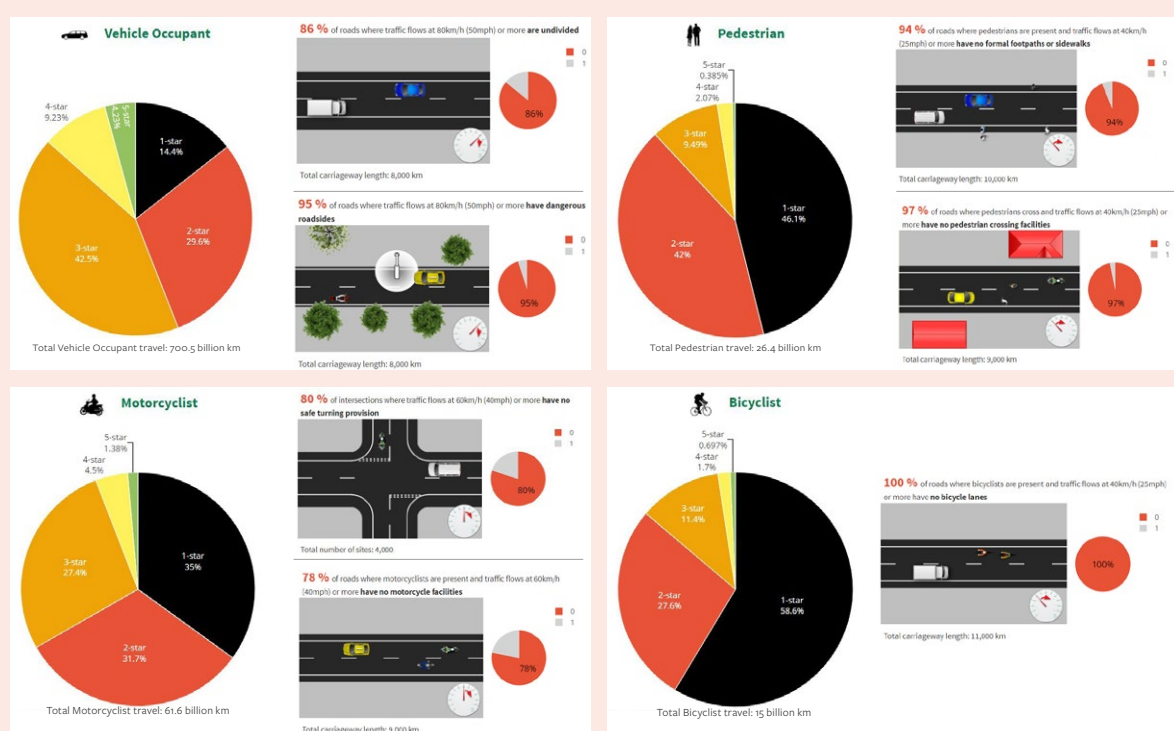 Vehicle Occupant
5-star
4.23%
4-star
9.23%
1-star
14.4%
2-star
29.6%
3-star
42.5%
Total Vehicle Occupant travel: 700.5 billion km
86 % of roads where traffic flows at 80km/h (50mph) or more are undivided
0
1
86%
Total carriageway length: 8,000 km
95 % of roads where traffic flows at 80km/h (50mph) or more have dangerous
roadsides
0
1
95%
Total carriageway length: 8,000 km
Pedestrian
5-star
0.385%
4-star
2.07%
3-star
9.49%
1-star
46.1%
2-star
42%
Total Pedestrian travel: 26.4 billion km
94 % of roads where pedestrians are present and traffic flows at 40km/h
(25mph) or more have no formal footpaths or sidewalks
0
1
94%
Total carriageway length: 10,000 km
97 % of roads where pedestrians cross and traffic flows at 40km/h (25mph) or
more have no pedestrian crossing facilities
0
1
97%
Total carriageway length: 9,000 km
Motorcyclist
5-star
1.38%
4-star
4.5%
3-star
27.4%
1-star
35%
2-star
31.7%
Total Motorcyclist travel: 61.6 billion km
80 % of intersections where traffic flows at 60km/h (40mph) or more have no
safe turning provision
0
1
80%
Total number of sites: 4,000
78 % of roads where motorcyclists are present and traffic flows at 60km/h
(40mph) or more have no motorcycle facilities
0
1
78%
Total carriageway length: 9,000 km
Bicyclist
5-star
0.697%
4-star
1.7%
3-star
11.4%
2-star
27.6%
1-star
58.6%
Total Bicyclist travel: 15 billion km
100 % of roads where bicyclists are present and traffic flows at 40km/h (25mph)
or more have no bicycle lanes
0
1
100%
Total carriageway length: 11,000 km